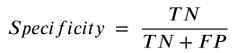 Specificity = TN / (TN + FP)